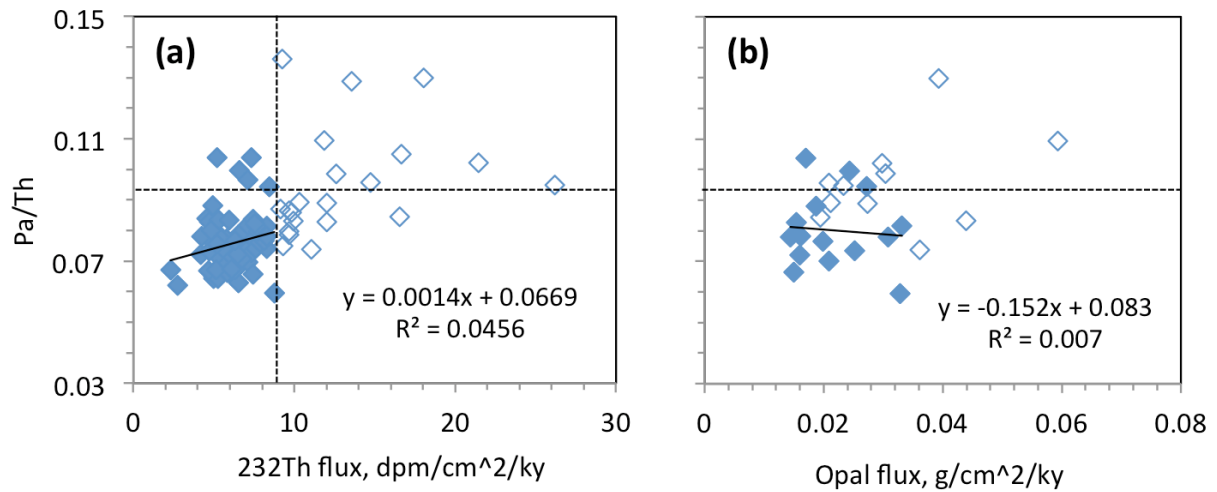 (a)
(b)
0.15
0.11
0.07
0.03
Pa/Th
y = 0.0014x + 0.0669
R² = 0.0456
y = -0.152x + 0.083
R² = 0.007
0 10 20 30
0 0.02 0.04 0.06 0.08
232Th flux, dpm/cm^2/ky
Opal flux, g/cm^2/ky